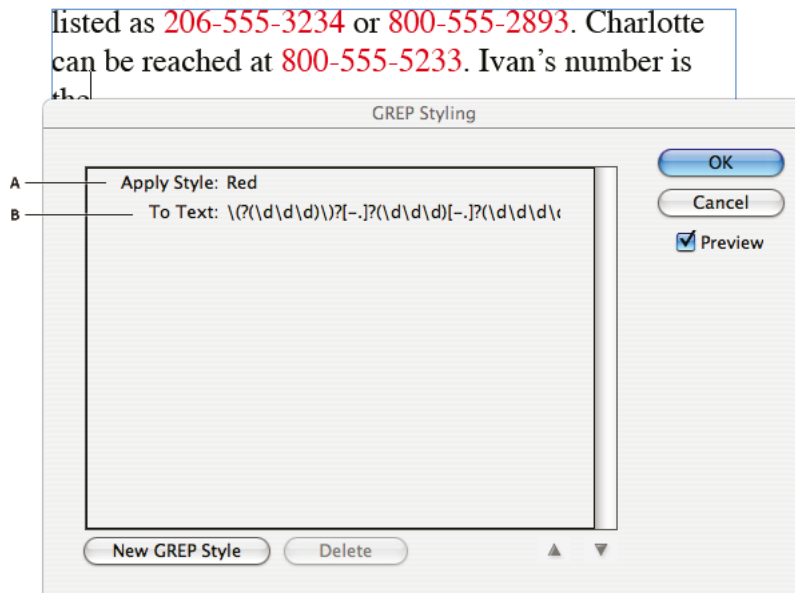 listed as 206-555-3234 or 800-555-2893. Charlotte
can be reached at 800-555-5233. Ivan’s number is
the
GREP Styling
A
Apply Style: Red
B
To Text: \(?(\d\d\d)\)?[-.]?(\d\d\d)[-.]?(\d\d\d\
OK
Cancel
Preview
New GREP Style
Delete